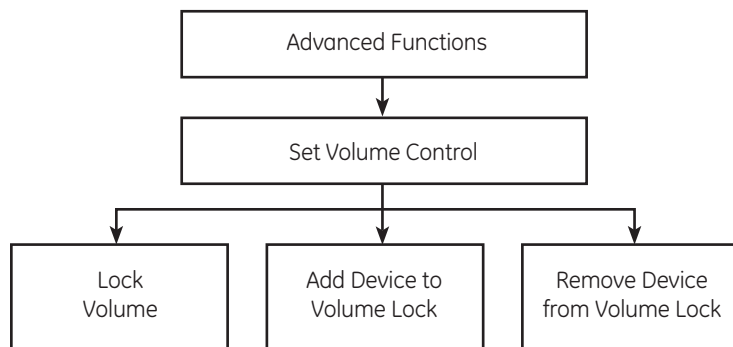 Advanced Functions
Set Volume Control
Lock
Volume
Add Device to
Volume Lock
Remove Device
from Volume Lock